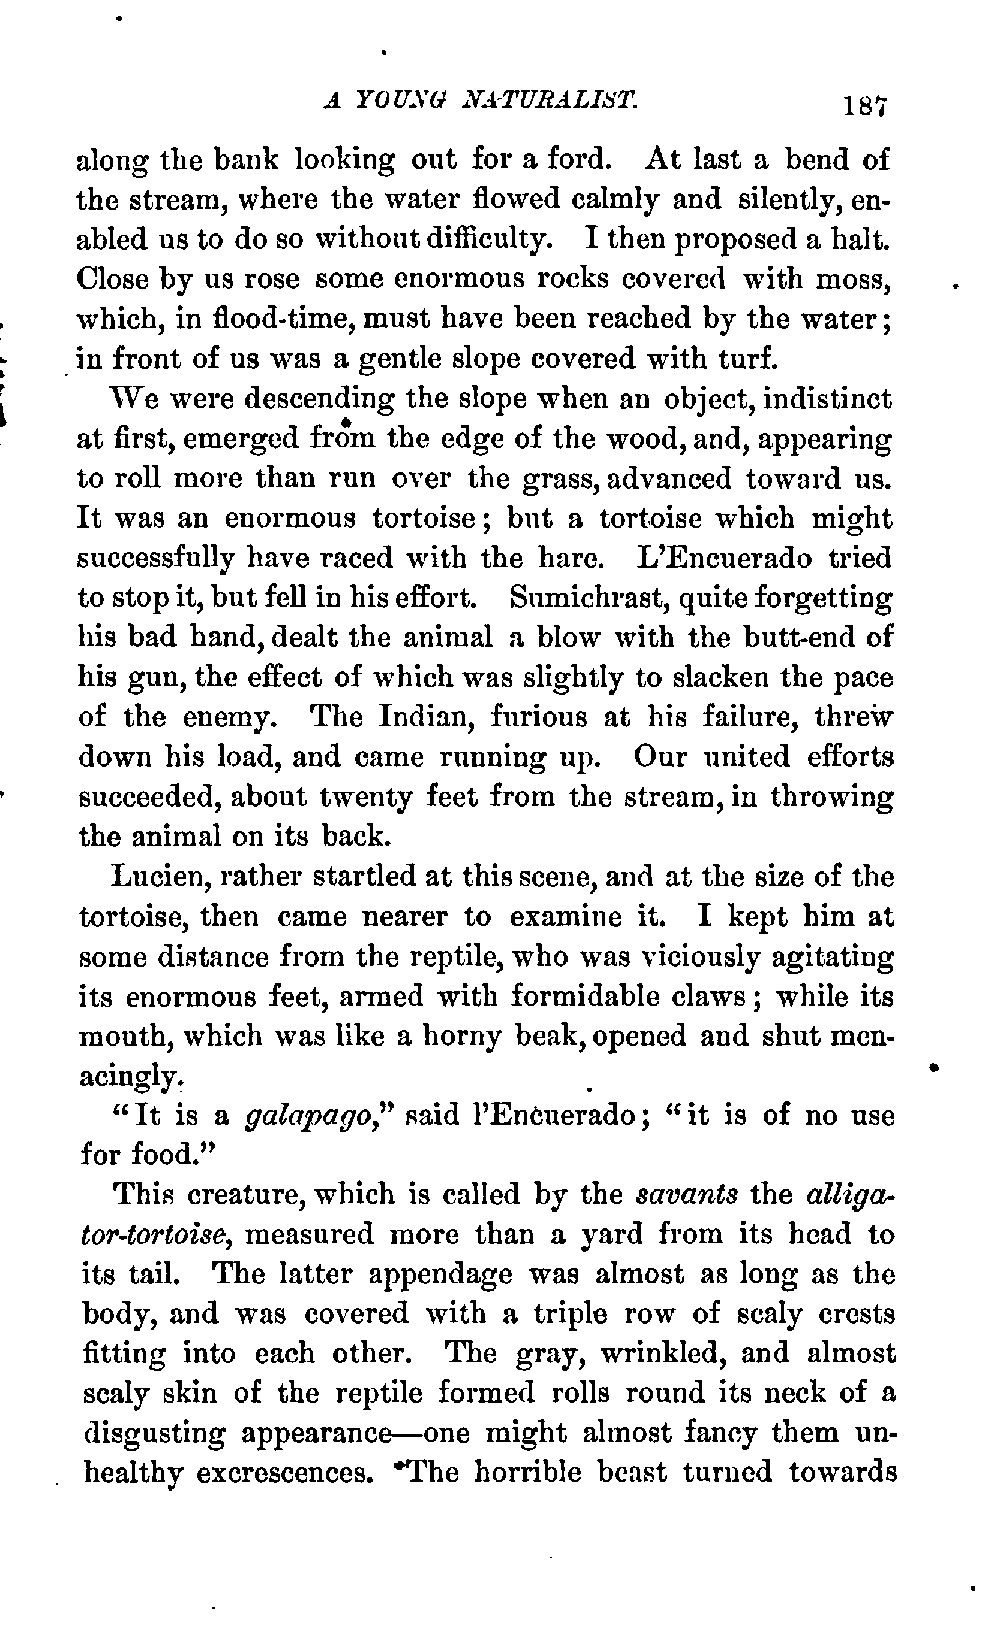 A YOUNG NATURALIST. 187
along the bank looking out for a ford. At last a bend of
the stream, where the water flowed calmly and silently, en-
abled us to do so without difficulty. I then proposed a halt.
Close by us rose some enormous rocks covered with moss,
which, in flood-time, must have been reached by the water;
in front of us was a gentle slope covered with turf.
We were descending the slope when an object, indistinct
at first, emerged from the edge of the wood, and, appearing
to roll more than run over the grass, advanced toward us.
It was an enormous tortoise; but a tortoise which might
successfully have raced with the hare. L'Encuerado tried
to stop it, but fell in his effort. Sumichrast, quite forgetting
his bad hand, dealt the animal a blow with the butt-end of
his gun, the effect of which was slightly to slacken the pace
of the enemy. The Indian, furious at his failure, threw
down his load, and came running up. Our united efforts
succeeded, about twenty feet from the stream, in throwing
the animal on its back.
Lucien, rather startled at this scene, and at the size of the
tortoise, then came nearer to examine it. I kept him at
some distance from the reptile, who was viciously agitating
its enormous feet, armed with formidable claws; while its
mouth, which was like a horny beak, opened and shut men-
acingly.
"It is a galapago," said l'Encuerado; "it is of no use
for food."
This creature, which is called by the savants the alliga-
tor-tortoise, measured more than a yard from its head to
its tail. The latter appendage was almost as long as the
body, and was covered with a triple row of scaly crests
fitting into each other. The gray, wrinkled, and almost
scaly skin of the reptile formed rolls round its neck of a
disgusting appearance—one might almost fancy them un-
healthy excrescences. The horrible beast turned towards